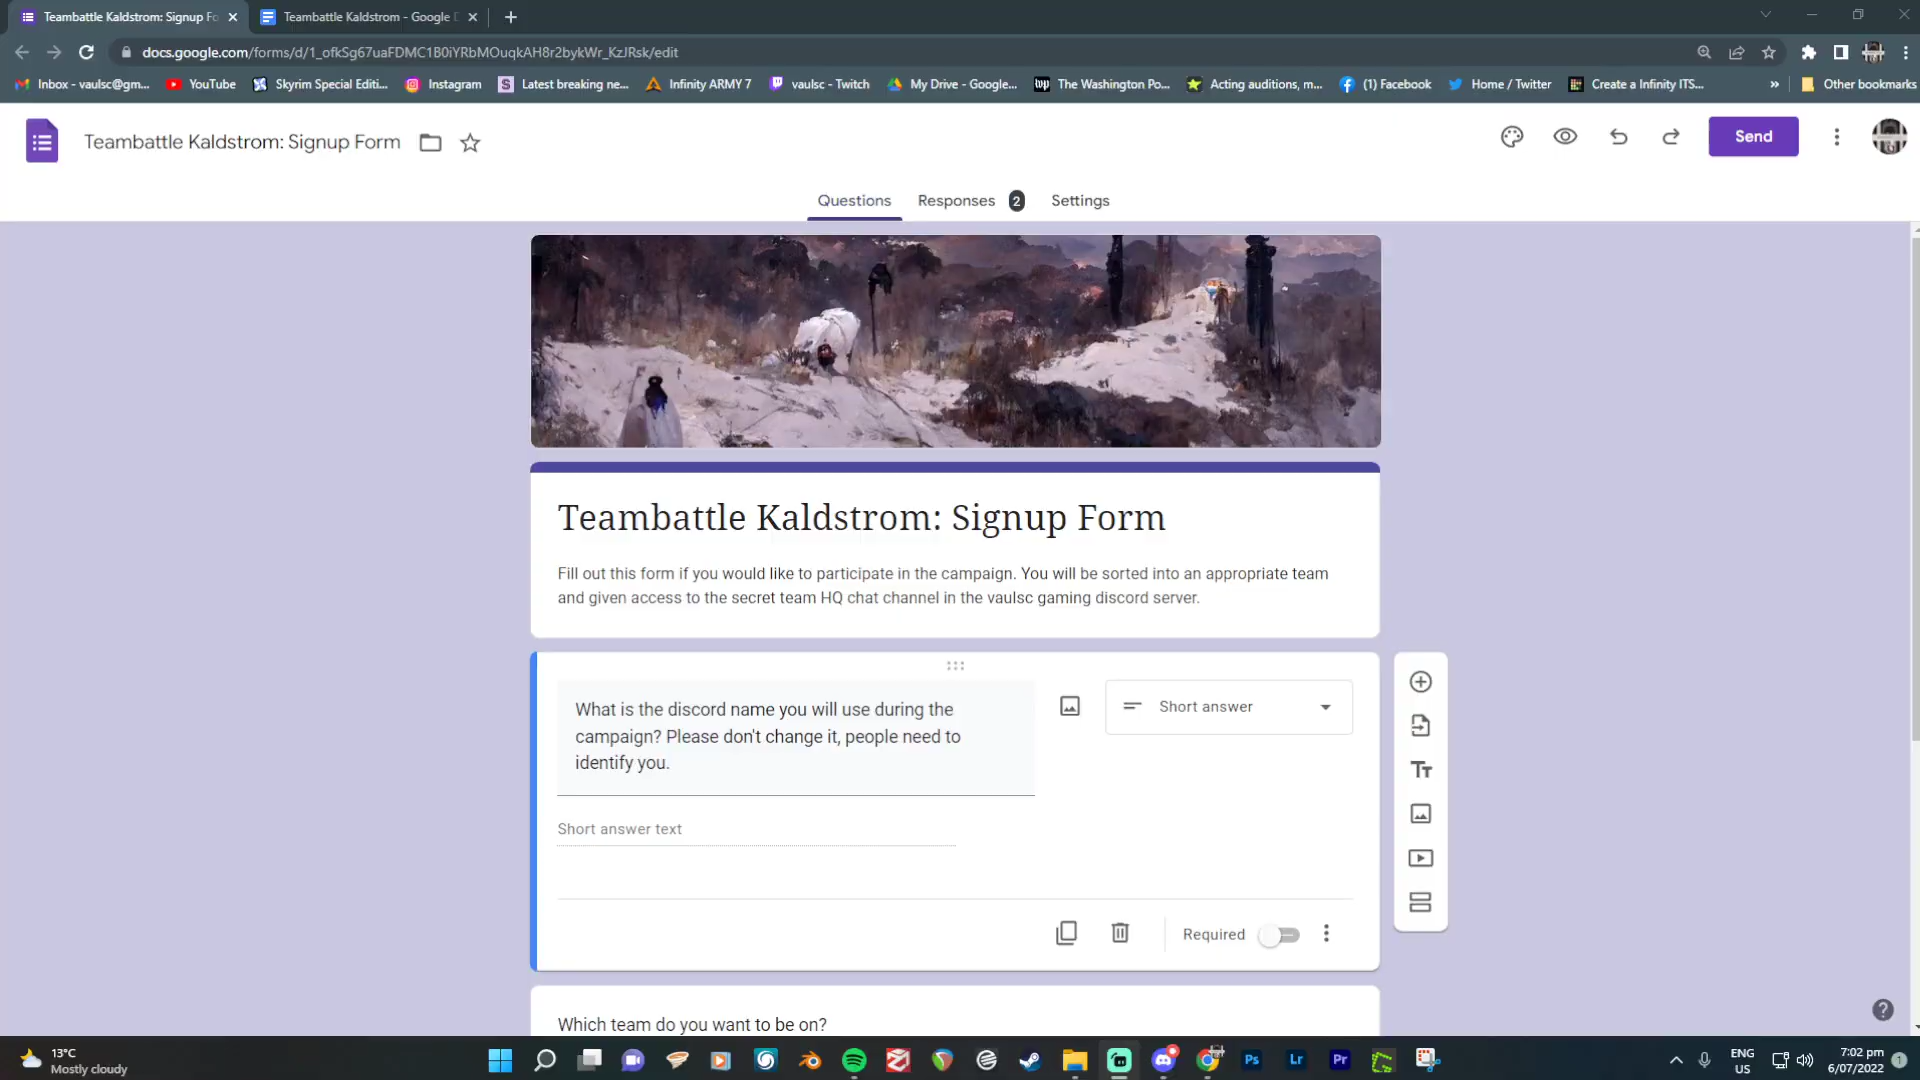 Teambattle Kaldstrom: Signup Fo
Teambattle Kaldstrom - Google D
docs.google.com/forms/d/1_ofkSg67uaFDMC1B0iYRbMOuqkAH8r2bykWr_KzJRsk/edit
Inbox - vaulsc@gm...
YouTube
Skyrim Special Editi...
Instagram
Latest breaking ne...
Infinity ARMY 7
vaulsc - Twitch
My Drive - Google...
The Washington Po...
Acting auditions, m...
(1) Facebook
Home / Twitter
Create a Infinity ITS...
»
Other bookmarks
Teambattle Kaldstrom: Signup Form
Send
Questions
Responses 2
Settings
Teambattle Kaldstrom: Signup Form
Fill out this form if you would like to participate in the campaign. You will be sorted into an appropriate team
and given access to the secret team HQ chat channel in the vaulsc gaming discord server.
What is the discord name you will use during the
campaign? Please don't change it, people need to
identify you.
Short answer
Short answer text
Required
Which team do you want to be on?
13°C
Mostly cloudy
Ps
Lr
Pr
ENG
US
7:02 pm
6/07/2022
1